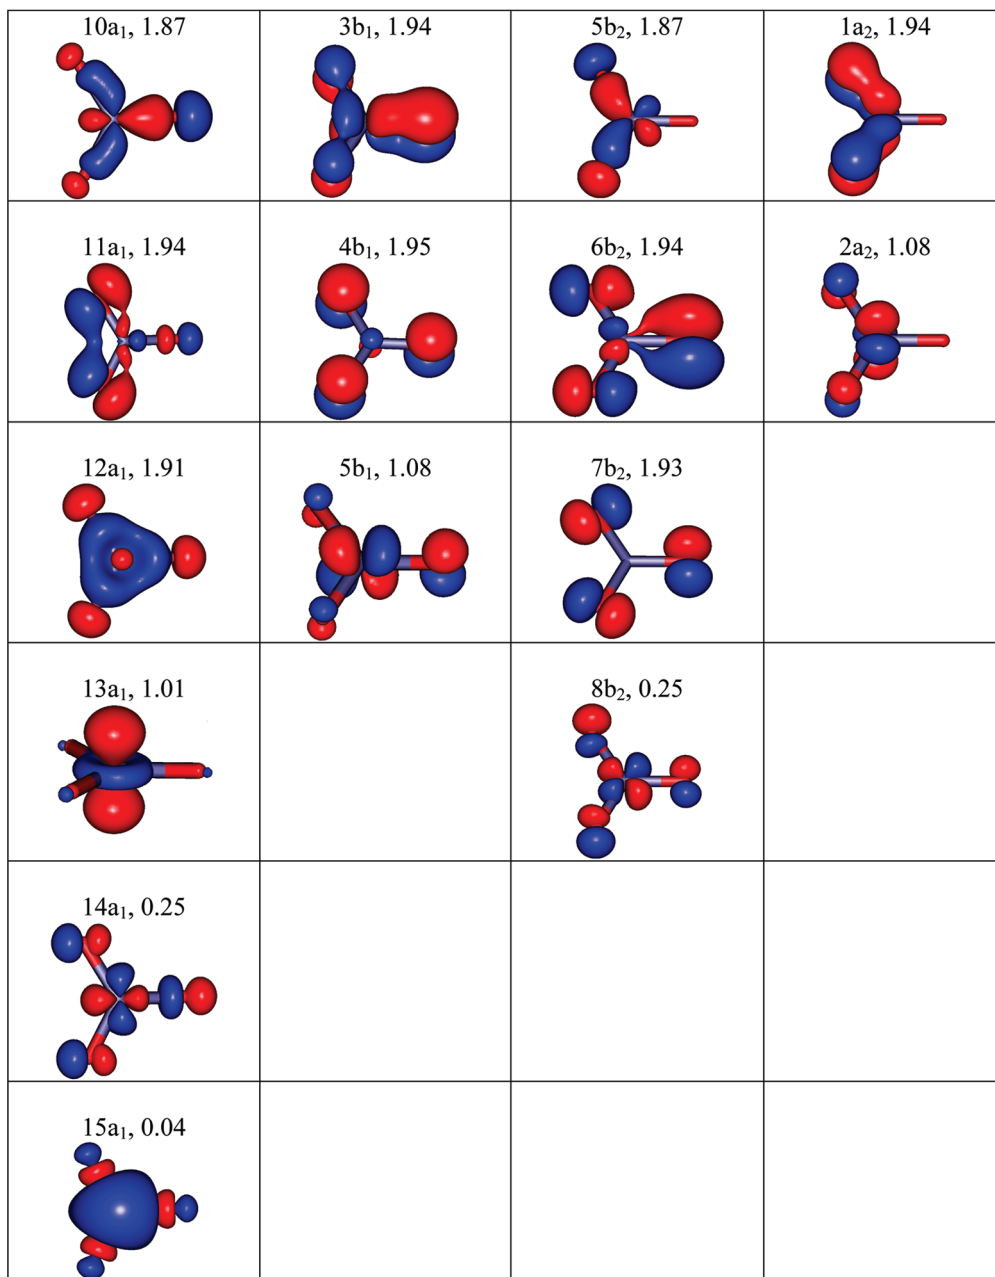 10a₁, 1.87
3b₁, 1.94
5b₂, 1.87
1a₂, 1.94
11a₁, 1.94
4b₁, 1.95
6b₂, 1.94
2a₂, 1.08
12a₁, 1.91
5b₁, 1.08
7b₂, 1.93
13a₁, 1.01
8b₂, 0.25
14a₁, 0.25
15a₁, 0.04